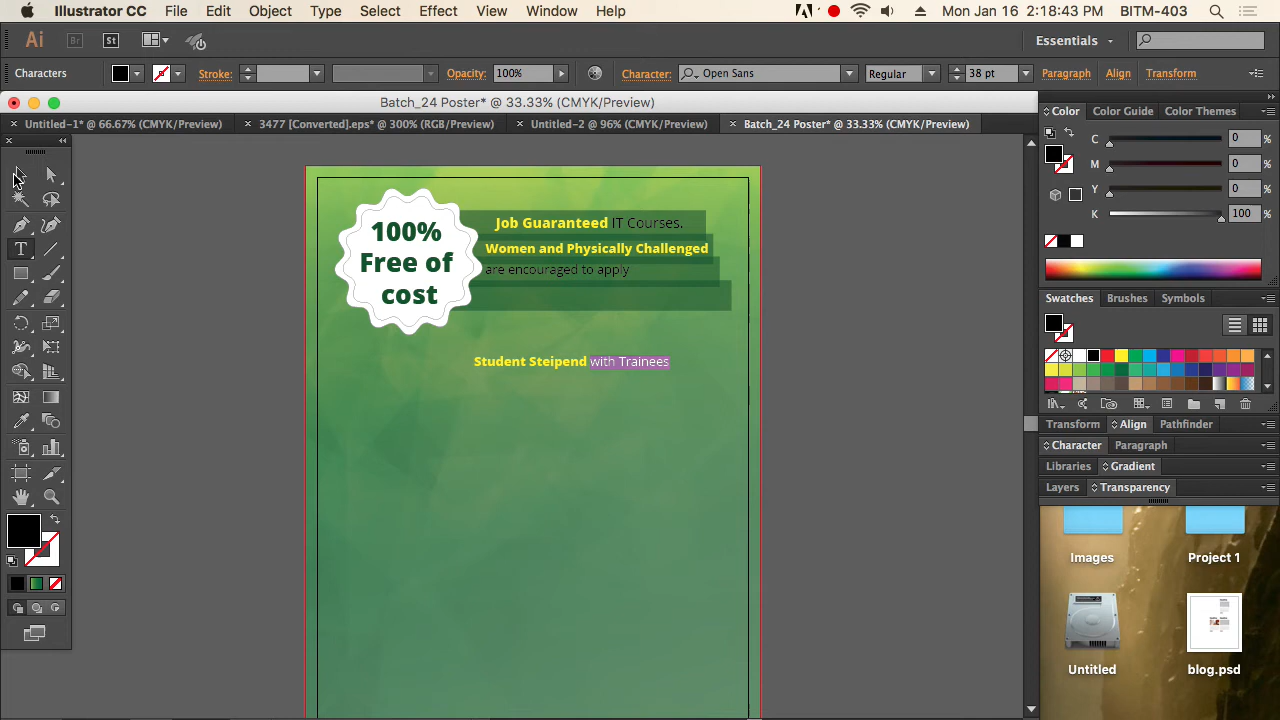 Illustrator CC File Edit Object Type Select Effect View Window Help
Mon Jan 16 2:18:43 PM BITM-403
Ai Br St Essentials
Characters Stroke: Opacity: 100% Character: Open Sans Regular 38 pt Paragraph Align Transform
Batch_24 Poster* @ 33.33% (CMYK/Preview)
Untitled-1* @ 66.67% (CMYK/Preview)
3477 [Converted].eps* @ 300% (RGB/Preview)
Untitled-2 @ 96% (CMYK/Preview)
Batch_24 Poster* @ 33.33% (CMYK/Preview)
100%
Free of
cost
Job Guaranteed IT Courses.
Women and Physically Challenged
are encouraged to apply
Student Steipend with Trainees
Color Color Guide Color Themes
C 0 %
M 0 %
Y 0 %
K 100 %
Swatches Brushes Symbols
Transform Align Pathfinder
Character Paragraph
Libraries Gradient
Layers Transparency
Images Project 1
Untitled blog.psd